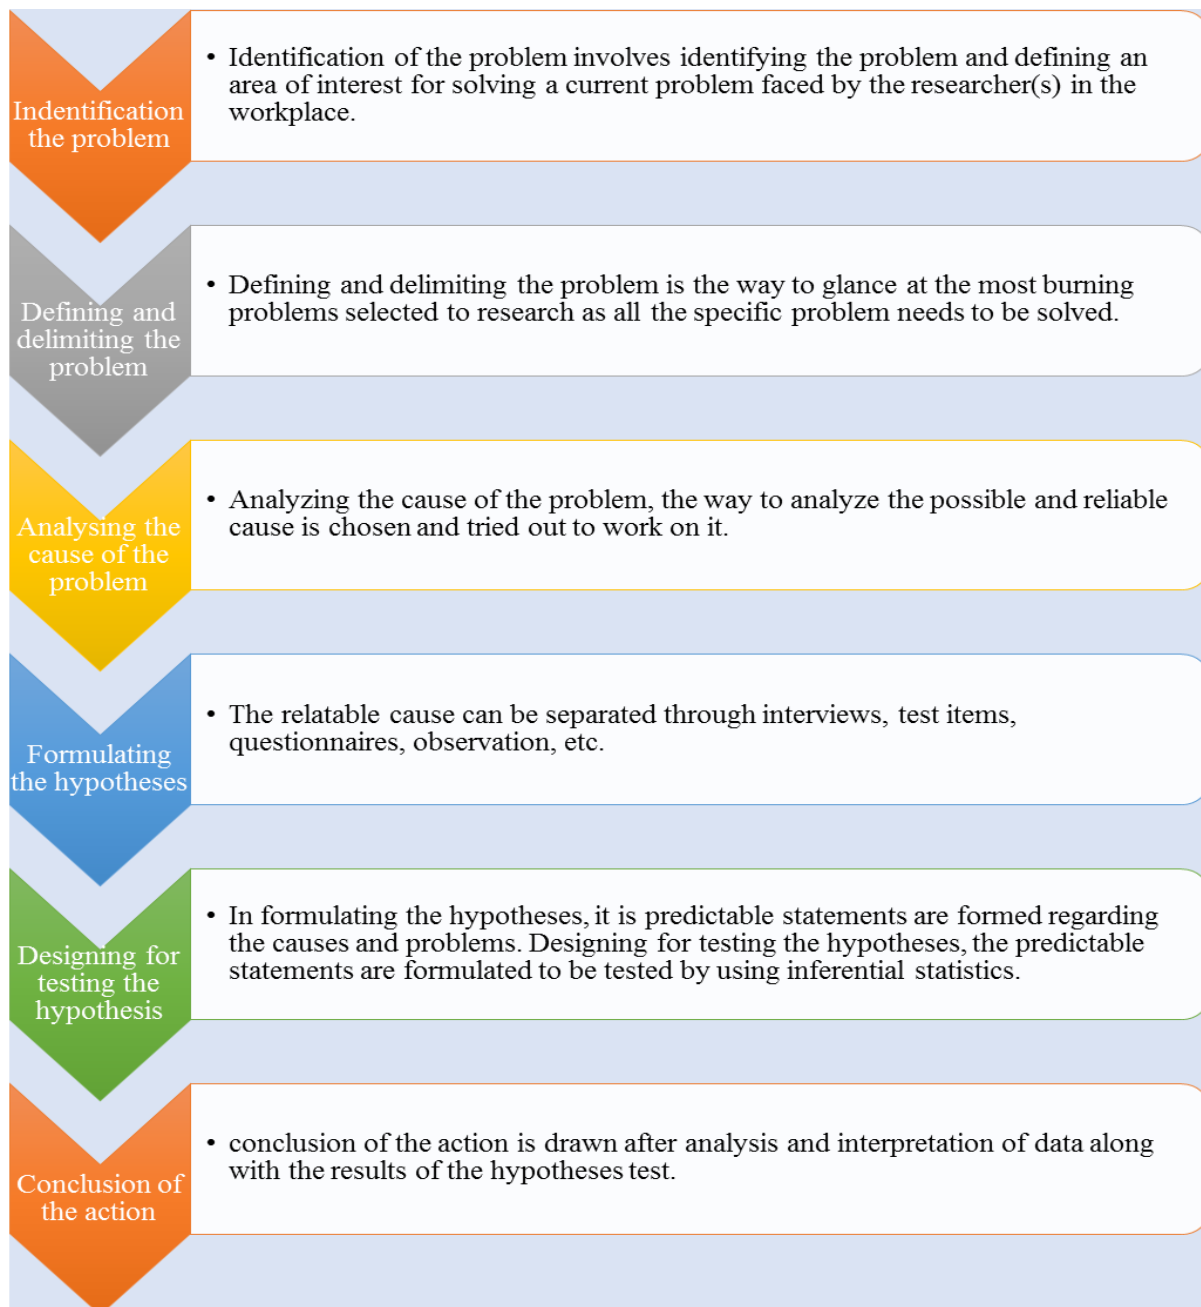 Indentification
the problem
• Identification of the problem involves identifying the problem and defining an
area of interest for solving a current problem faced by the researcher(s) in the
workplace.
Defining and
delimiting the
problem
• Defining and delimiting the problem is the way to glance at the most burning
problems selected to research as all the specific problem needs to be solved.
Analysing the
cause of the
problem
• Analyzing the cause of the problem, the way to analyze the possible and reliable
cause is chosen and tried out to work on it.
Formulating
the hypotheses
• The relatable cause can be separated through interviews, test items,
questionnaires, observation, etc.
Designing for
testing the
hypothesis
• In formulating the hypotheses, it is predictable statements are formed regarding
the causes and problems. Designing for testing the hypotheses, the predictable
statements are formulated to be tested by using inferential statistics.
Conclusion of
the action
• conclusion of the action is drawn after analysis and interpretation of data along
with the results of the hypotheses test.